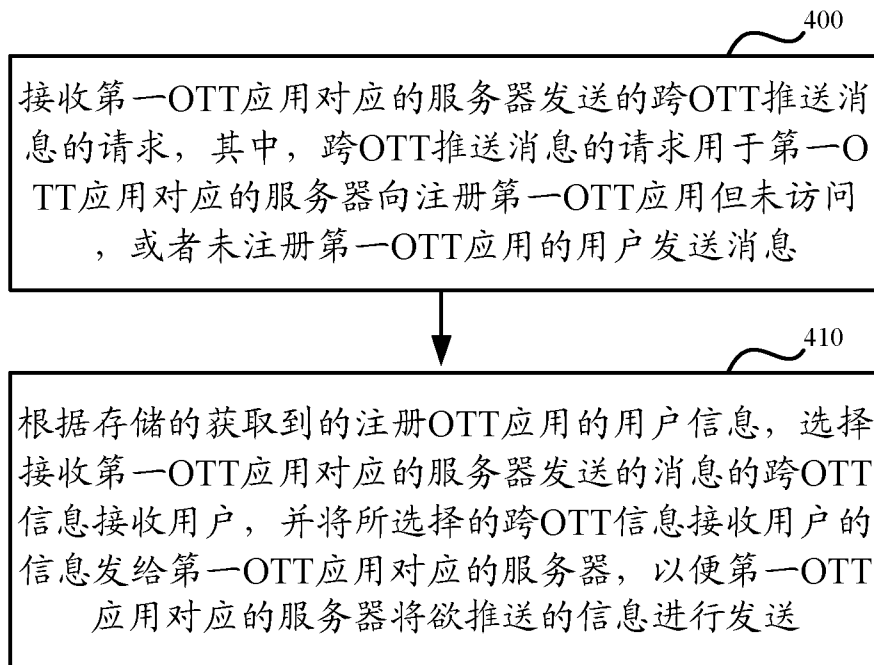 400
接收第一OTT应用对应的服务器发送的跨OTT推送消
息的请求，其中，跨OTT推送消息的请求用于第一O
TT应用对应的服务器向注册第一OTT应用但未访问
，或者未注册第一OTT应用的用户发送消息
410
根据存储的获取到的注册OTT应用的用户信息，选择
接收第一OTT应用对应的服务器发送的消息的跨OTT
信息接收用户，并将所选择的跨OTT信息接收用户的
信息发给第一OTT应用对应的服务器，以便第一OTT
应用对应的服务器将欲推送的信息进行发送